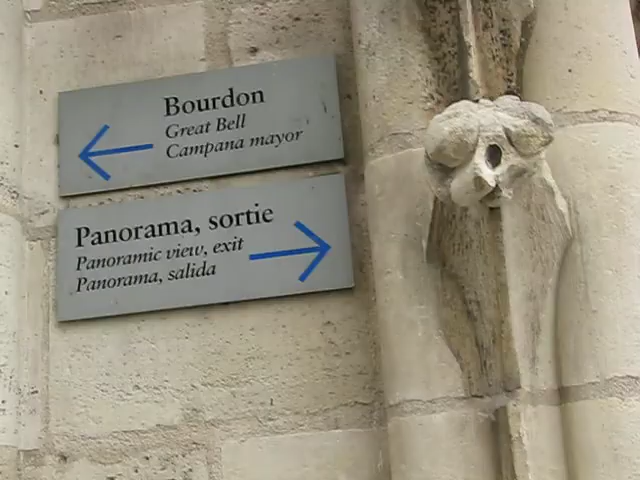 Bourdon
Great Bell
Campana mayor
Panorama, sortie
Panoramic view, exit
Panorama, salida